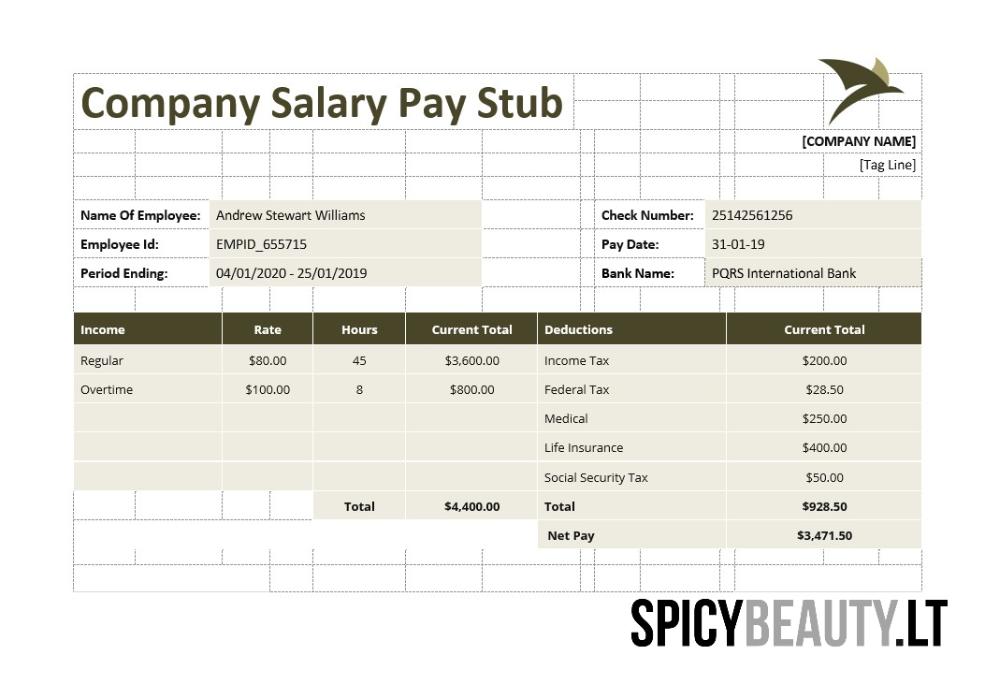 Company Salary Pay Stub
[COMPANY NAME]
[Tag Line]
Name Of Employee: Andrew Stewart Williams Check Number: 25142561256
Employee Id: EMPID_655715 Pay Date: 31-01-19
Period Ending: 04/01/2020 - 25/01/2019 Bank Name: PQRS International Bank
Income Rate Hours Current Total Deductions Current Total
Regular $80.00 45 $3,600.00 Income Tax $200.00
Overtime $100.00 8 $800.00 Federal Tax $28.50
Medical $250.00
Life Insurance $400.00
Social Security Tax $50.00
Total $4,400.00 Total $928.50
Net Pay $3,471.50
SPICYBEAUTY.LT